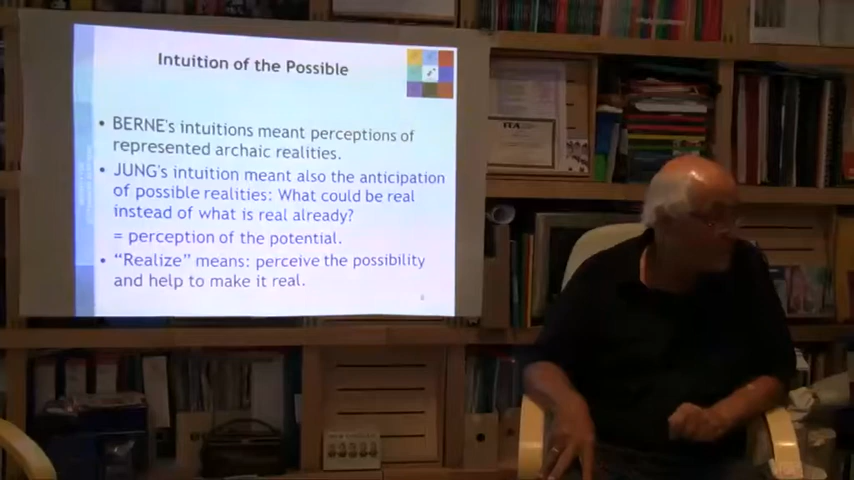 Intuition of the Possible
• BERNE's intuitions meant perceptions of
represented archaic realities.
• JUNG's intuition meant also the anticipation
of possible realities: What could be real
instead of what is real already?
= perception of the potential.
• “Realize” means: perceive the possibility
and help to make it real.